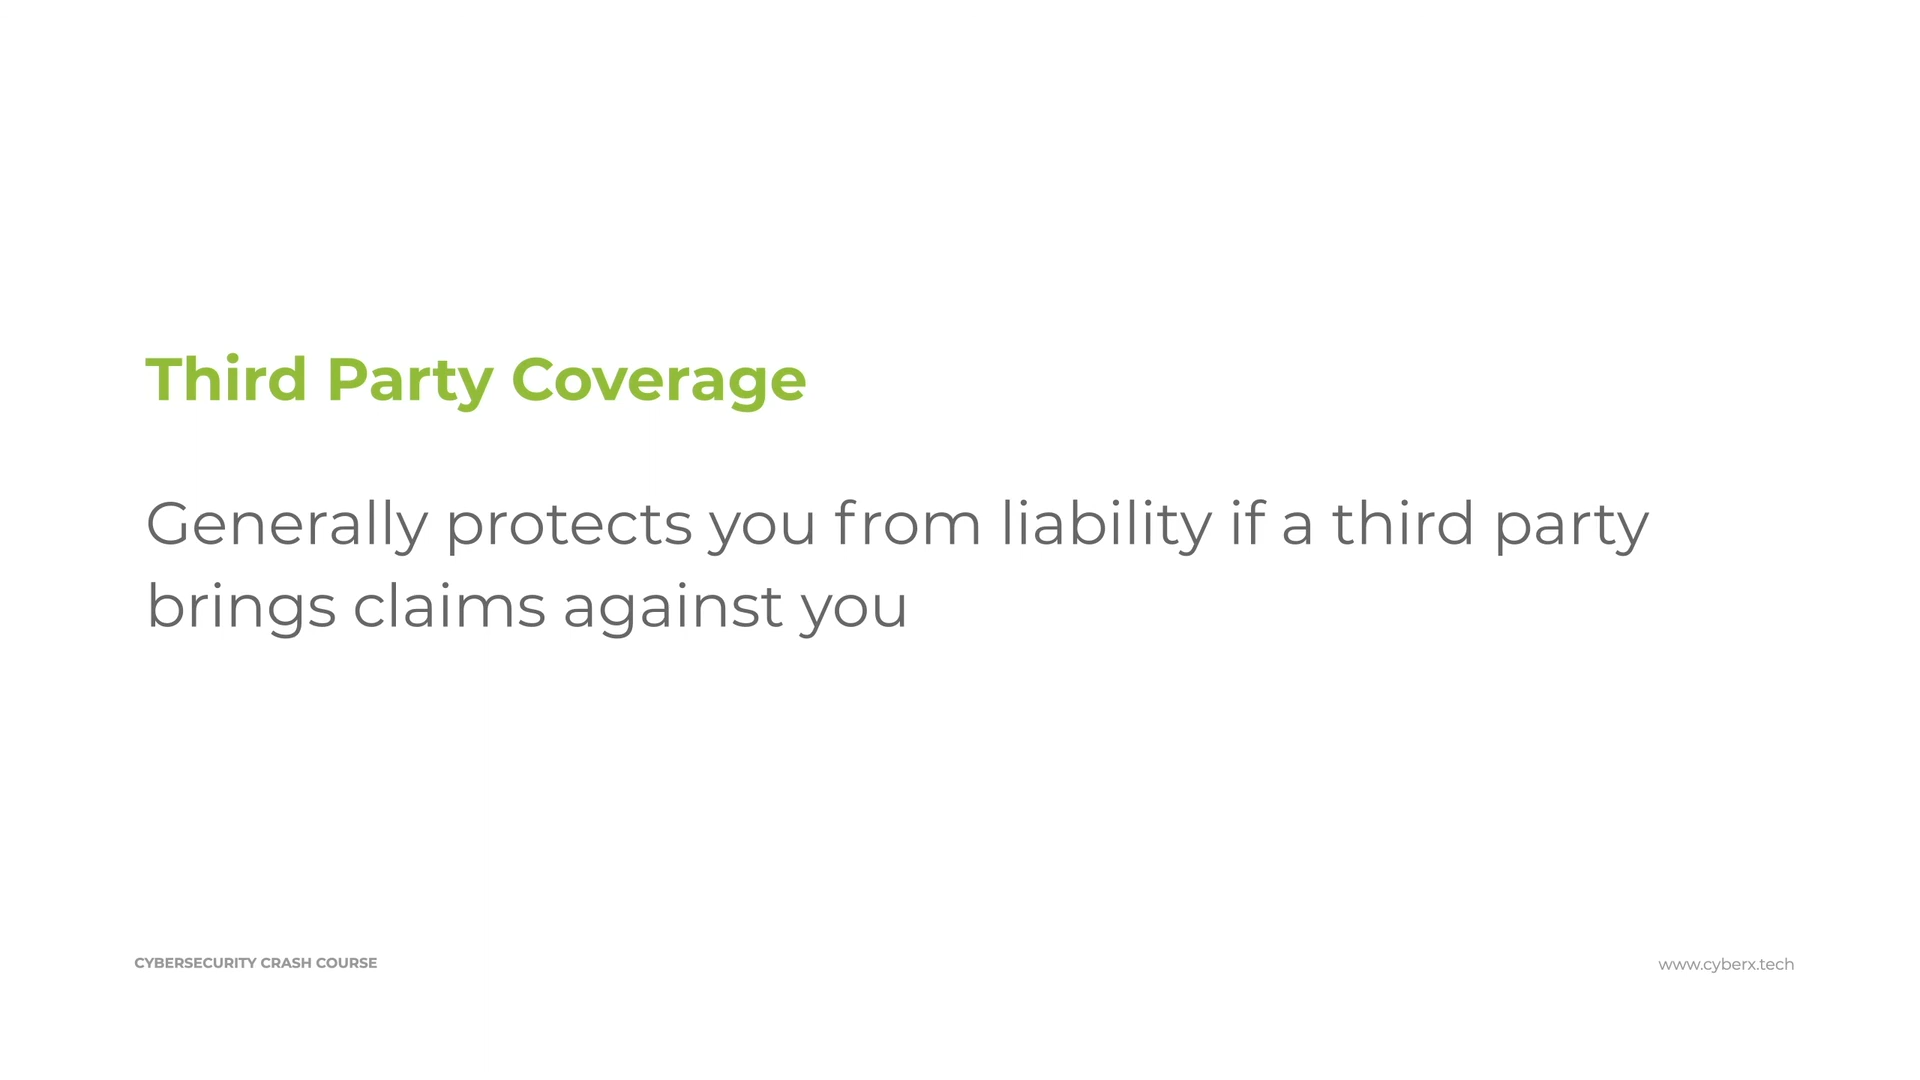 Third Party Coverage
Generally protects you from liability if a third party
brings claims against you
CYBERSECURITY CRASH COURSE
www.cyberx.tech